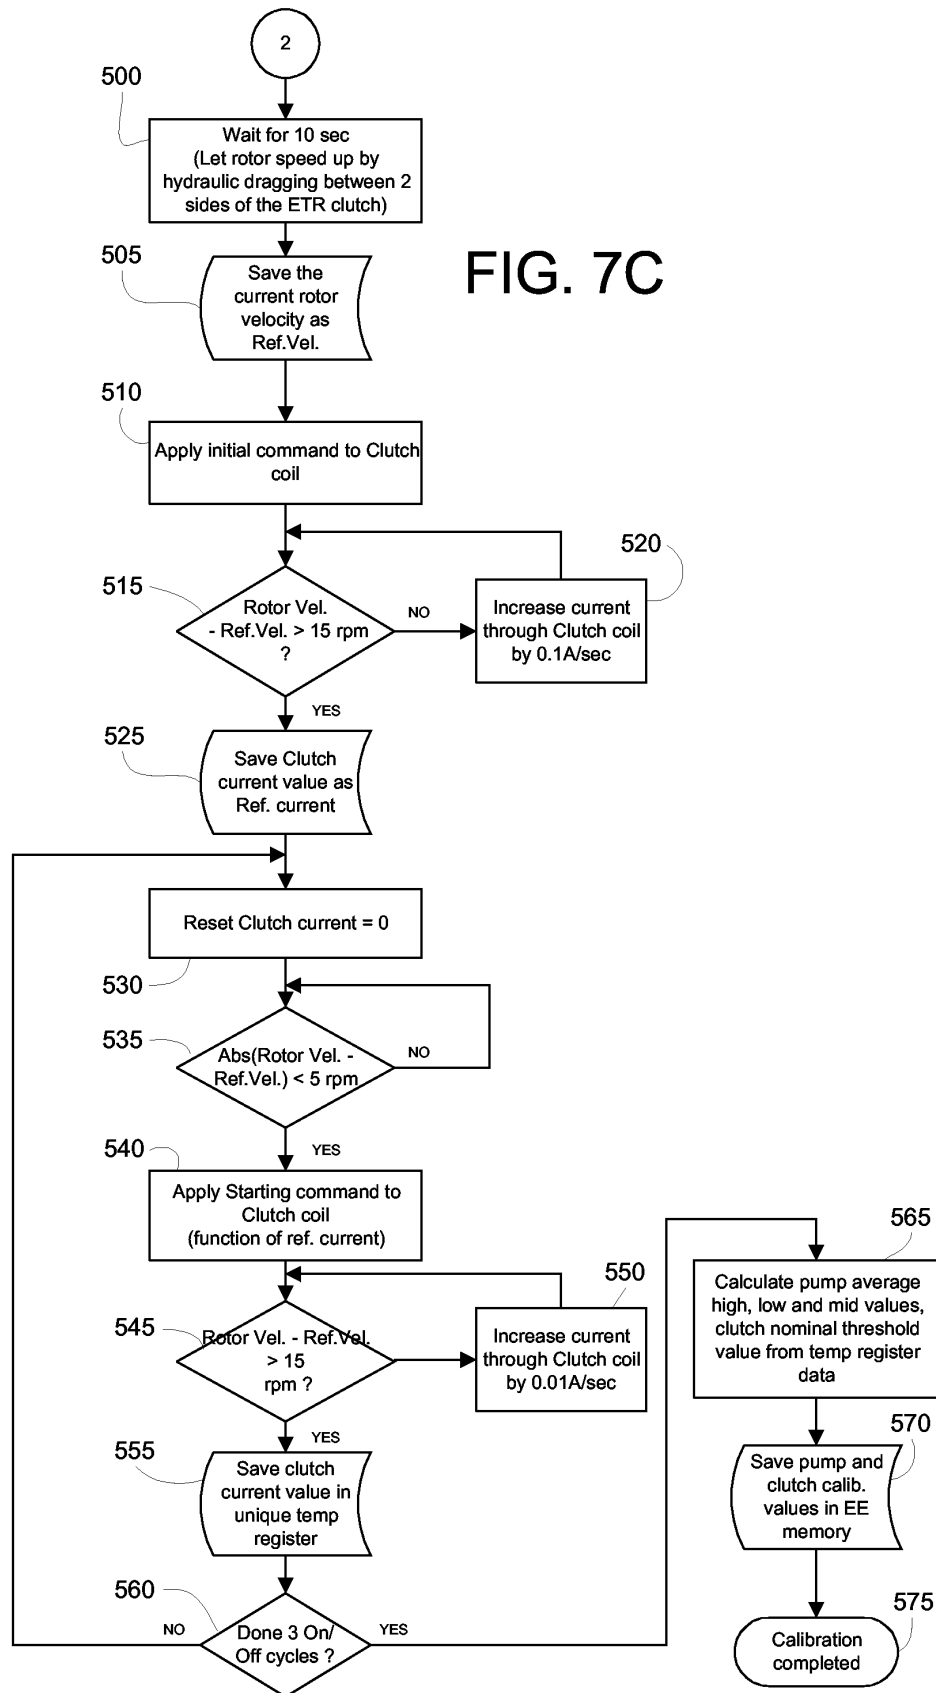 2
500
Wait for 10 sec
(Let rotor speed up by
hydraulic dragging between 2
sides of the ETR clutch)
505
Save the
current rotor
velocity as
Ref.Vel.
FIG. 7C
510
Apply initial command to Clutch
coil
515
Rotor Vel.
- Ref.Vel. > 15 rpm
?
NO
520
Increase current
through Clutch coil
by 0.1A/sec
YES
525
Save Clutch
current value as
Ref. current
Reset Clutch current = 0
530
535
Abs(Rotor Vel. -
Ref.Vel.) < 5 rpm
NO
YES
540
Apply Starting command to
Clutch coil
(function of ref. current)
545
Rotor Vel. - Ref.Vel.
> 15
rpm ?
550
Increase current
through Clutch coil
by 0.01A/sec
YES
555
Save clutch
current value in
unique temp
register
560
Done 3 On/
Off cycles ?
NO
YES
565
Calculate pump average
high, low and mid values,
clutch nominal threshold
value from temp register
data
570
Save pump and
clutch calib.
values in EE
memory
575
Calibration
completed